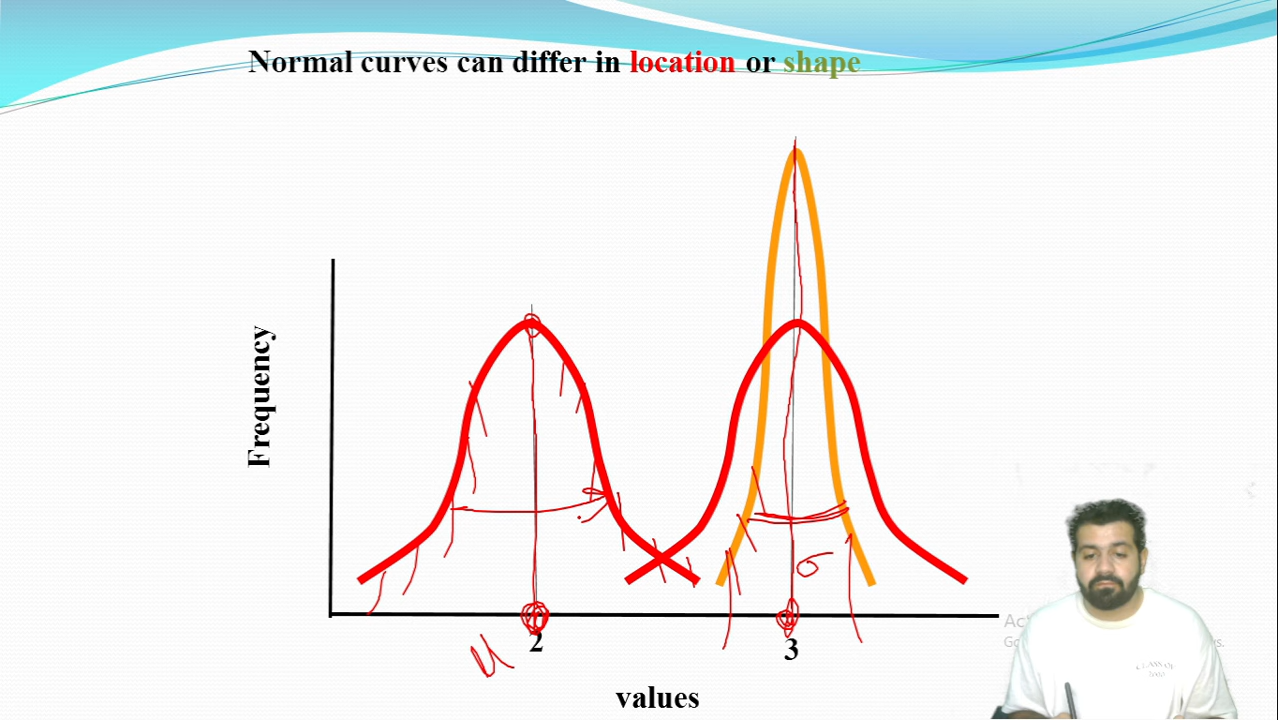 Normal curves can differ in location or shape
Frequency
σ
2
3
μ
values